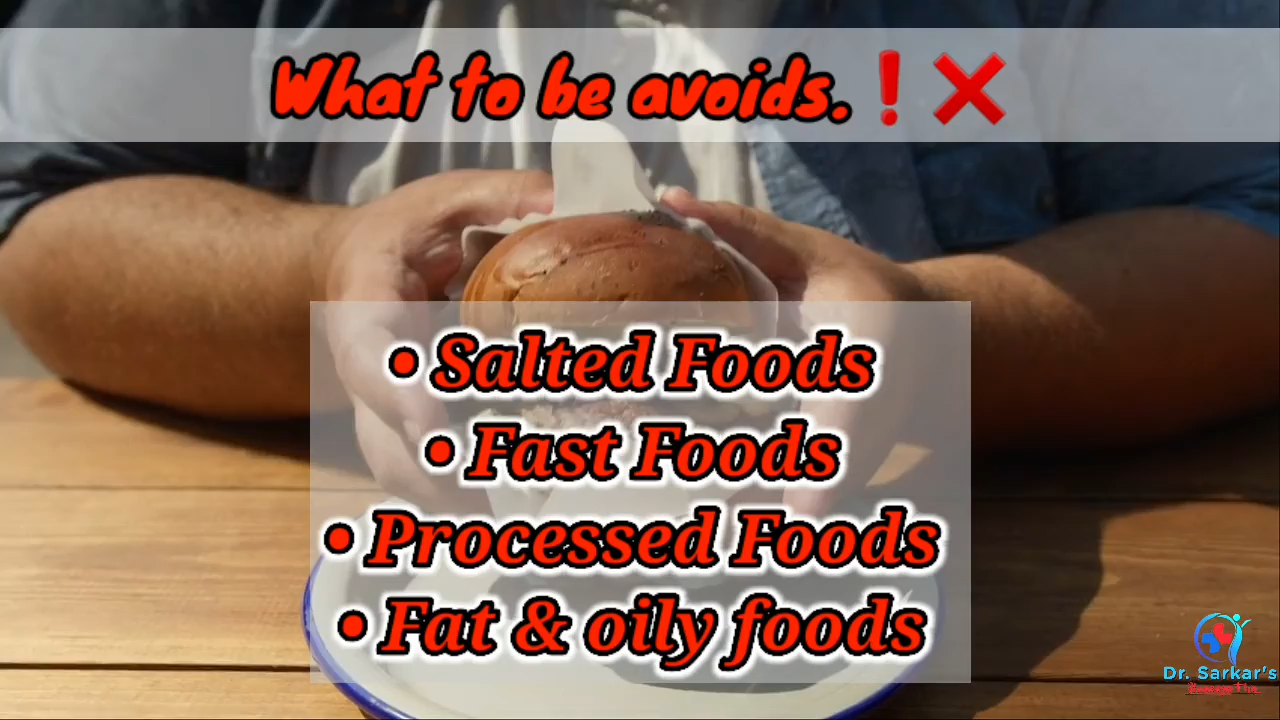 What to be avoids.❗❌
• Salted Foods
• Fast Foods
• Processed Foods
• Fat & oily foods
Dr. Sarkar's